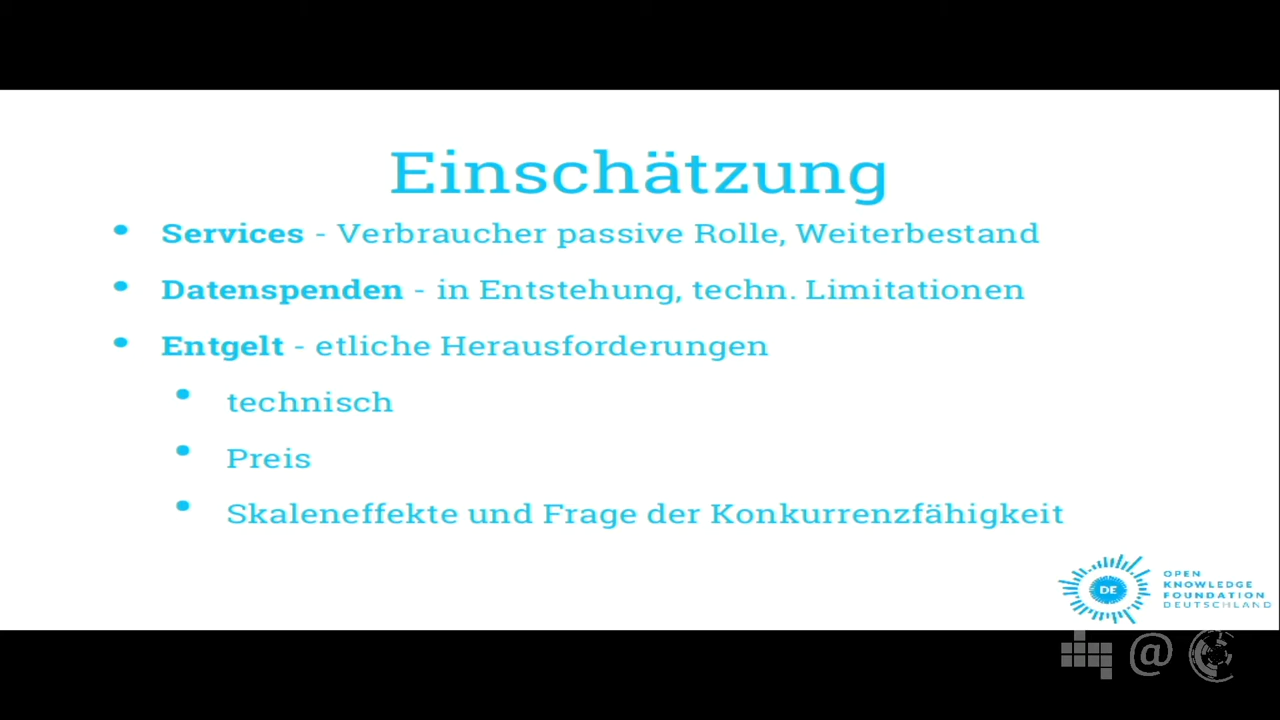 Einschätzung
• Services - Verbraucher passive Rolle, Weiterbestand
• Datenspenden - in Entstehung, techn. Limitationen
• Entgelt - etliche Herausforderungen
• technisch
• Preis
• Skaleneffekte und Frage der Konkurrenzfähigkeit
DE
OPEN
KNOWLEDGE
FOUNDATION
DEUTSCHLAND
@